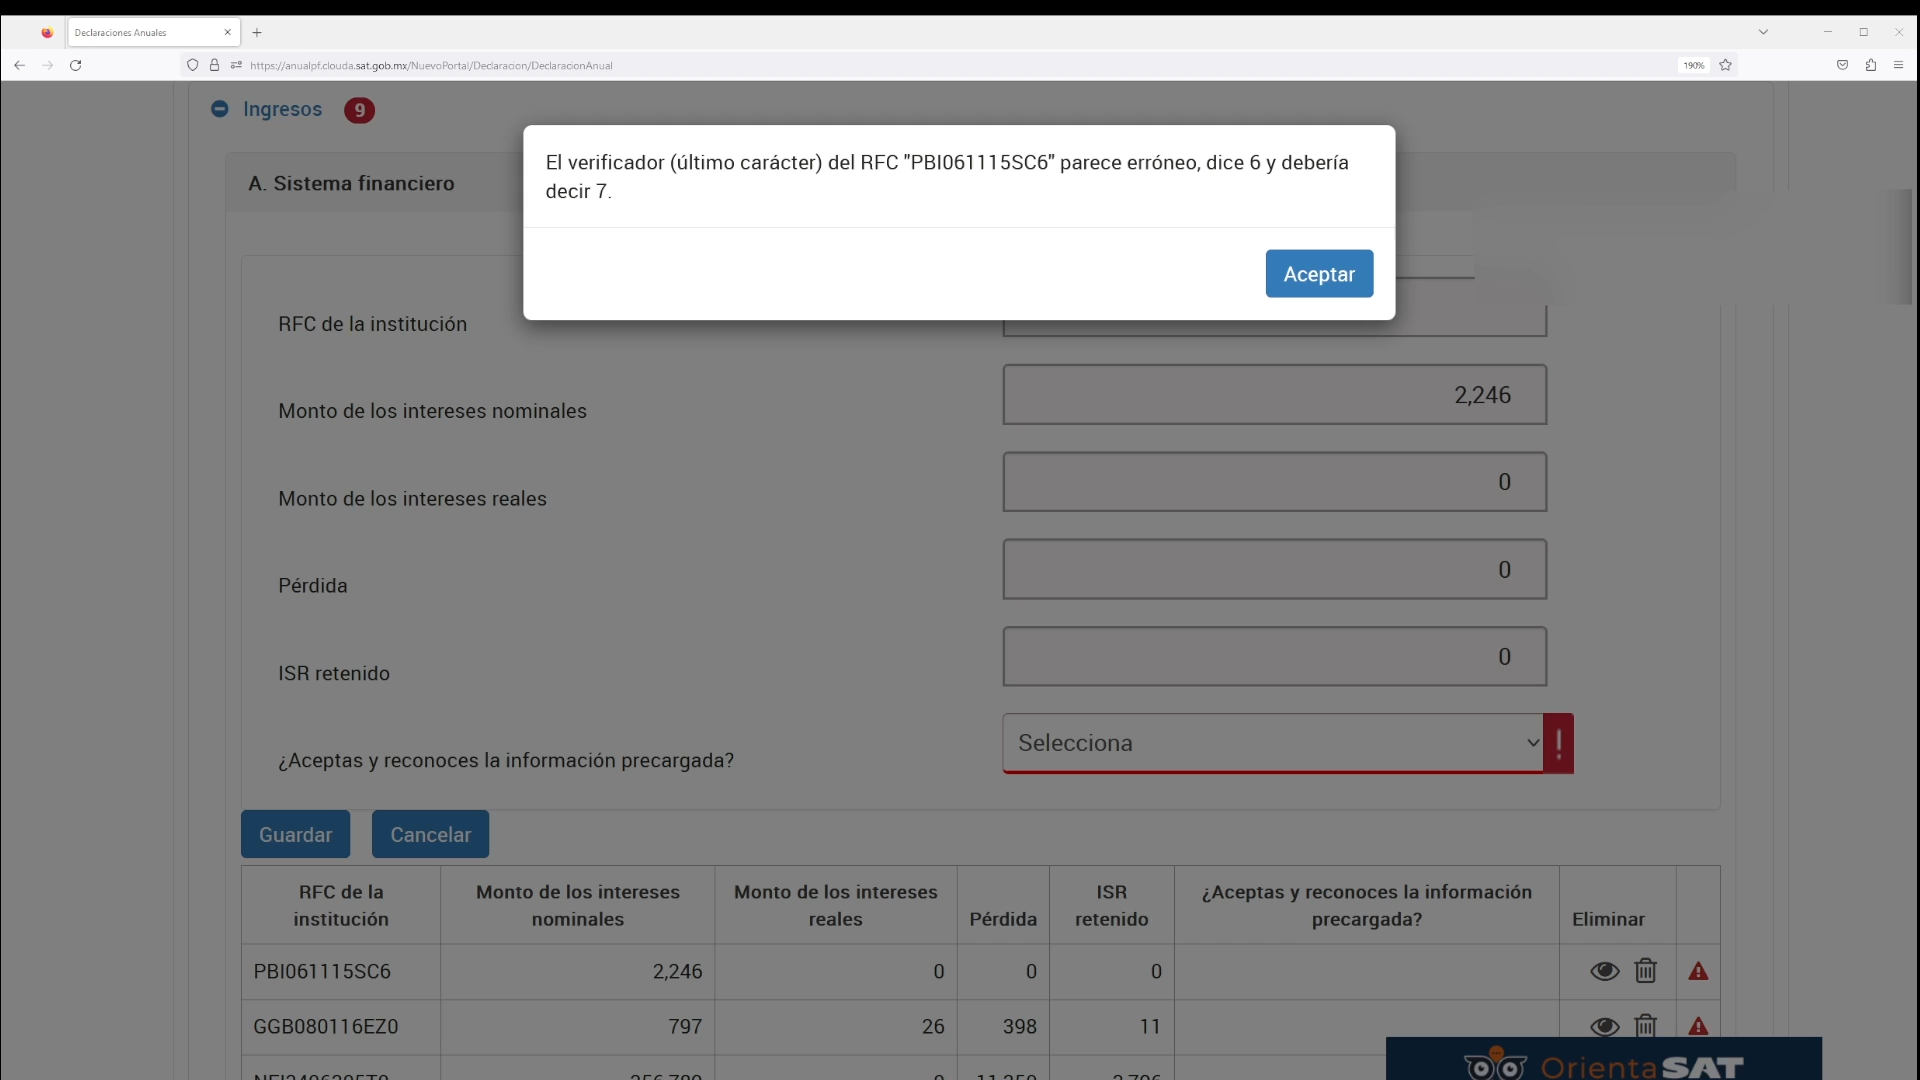 Declaraciones Anuales
https://anualpf.clouda.sat.gob.mx/NuevoPortal/Declaracion/DeclaracionAnual
190%
Ingresos 9
El verificador (último carácter) del RFC "PBI061115SC6" parece erróneo, dice 6 y debería
decir 7.
A. Sistema financiero
Aceptar
RFC de la institución
Monto de los intereses nominales 2,246
Monto de los intereses reales 0
Pérdida 0
ISR retenido 0
¿Aceptas y reconoces la información precargada? Selecciona !
Guardar Cancelar
RFC de la institución Monto de los intereses nominales Monto de los intereses reales Pérdida ISR retenido ¿Aceptas y reconoces la información precargada? Eliminar
PBI061115SC6 2,246 0 0 0
GGB080116EZ0 797 26 398 11
OrientaSAT